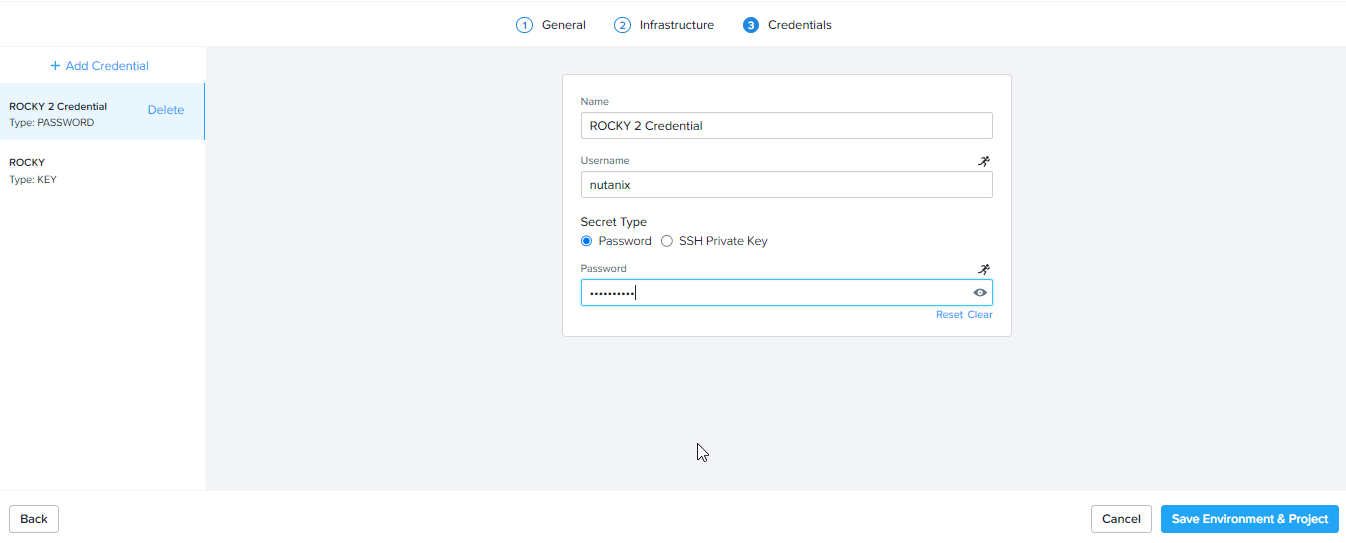 1 General 2 Infrastructure 3 Credentials
+ Add Credential
ROCKY 2 Credential
Type: PASSWORD
Delete
ROCKY
Type: KEY
Name
ROCKY 2 Credential
Username
nutanix
Secret Type
Password SSH Private Key
Password
••••••••••
Reset Clear
Back Cancel Save Environment & Project